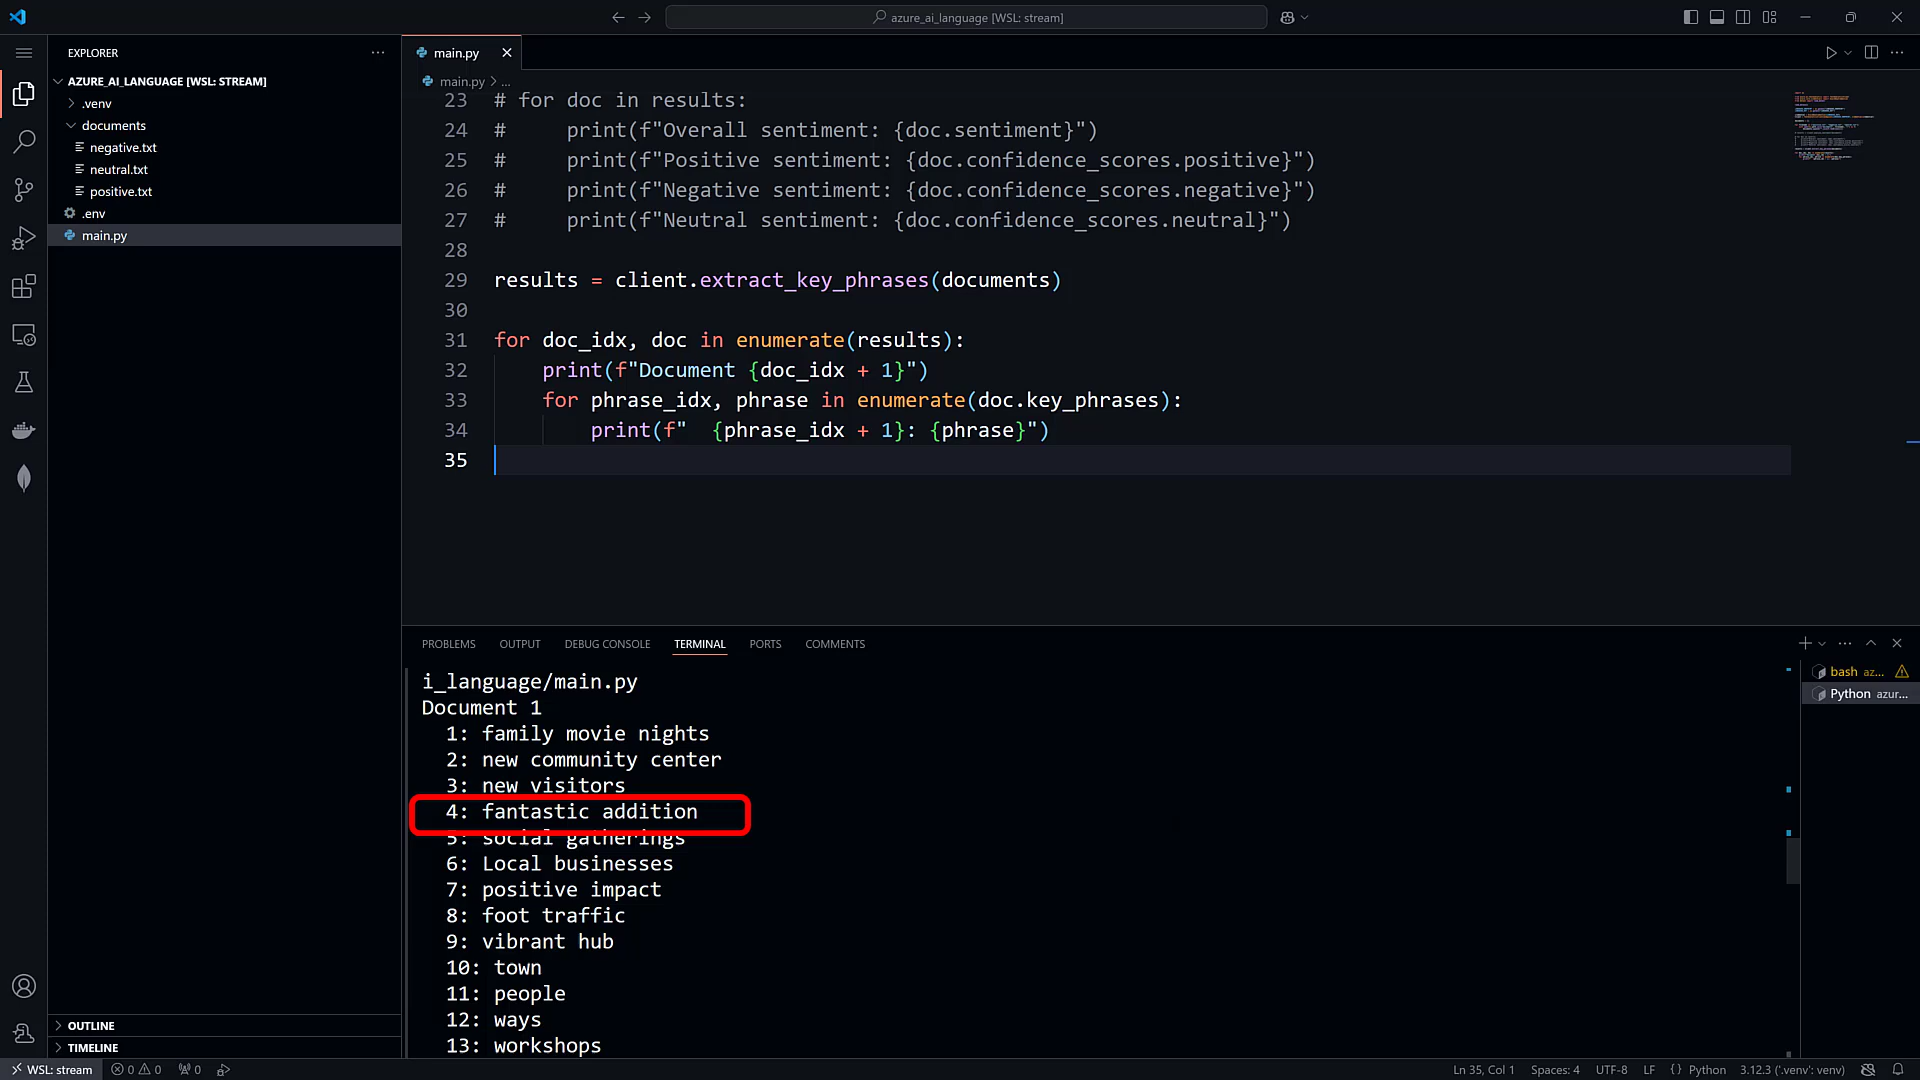 azure_ai_language [WSL: stream]
EXPLORER
AZURE_AI_LANGUAGE [WSL: STREAM]
.venv
documents
negative.txt
neutral.txt
positive.txt
.env
main.py
OUTLINE
TIMELINE
main.py
main.py > ...
23 # for doc in results:
24 #     print(f"Overall sentiment: {doc.sentiment}")
25 #     print(f"Positive sentiment: {doc.confidence_scores.positive}")
26 #     print(f"Negative sentiment: {doc.confidence_scores.negative}")
27 #     print(f"Neutral sentiment: {doc.confidence_scores.neutral}")
28
29 results = client.extract_key_phrases(documents)
30
31 for doc_idx, doc in enumerate(results):
32     print(f"Document {doc_idx + 1}")
33     for phrase_idx, phrase in enumerate(doc.key_phrases):
34         print(f"  {phrase_idx + 1}: {phrase}")
35
PROBLEMS OUTPUT DEBUG CONSOLE TERMINAL PORTS COMMENTS
i_language/main.py
Document 1
1: family movie nights
2: new community center
3: new visitors
4: fantastic addition
5: social gatherings
6: Local businesses
7: positive impact
8: foot traffic
9: vibrant hub
10: town
11: people
12: ways
13: workshops
bash az...
Python azur...
WSL: stream 0 0 0 Ln 35, Col 1 Spaces: 4 UTF-8 LF {} Python 3.12.3 ('.venv': venv)